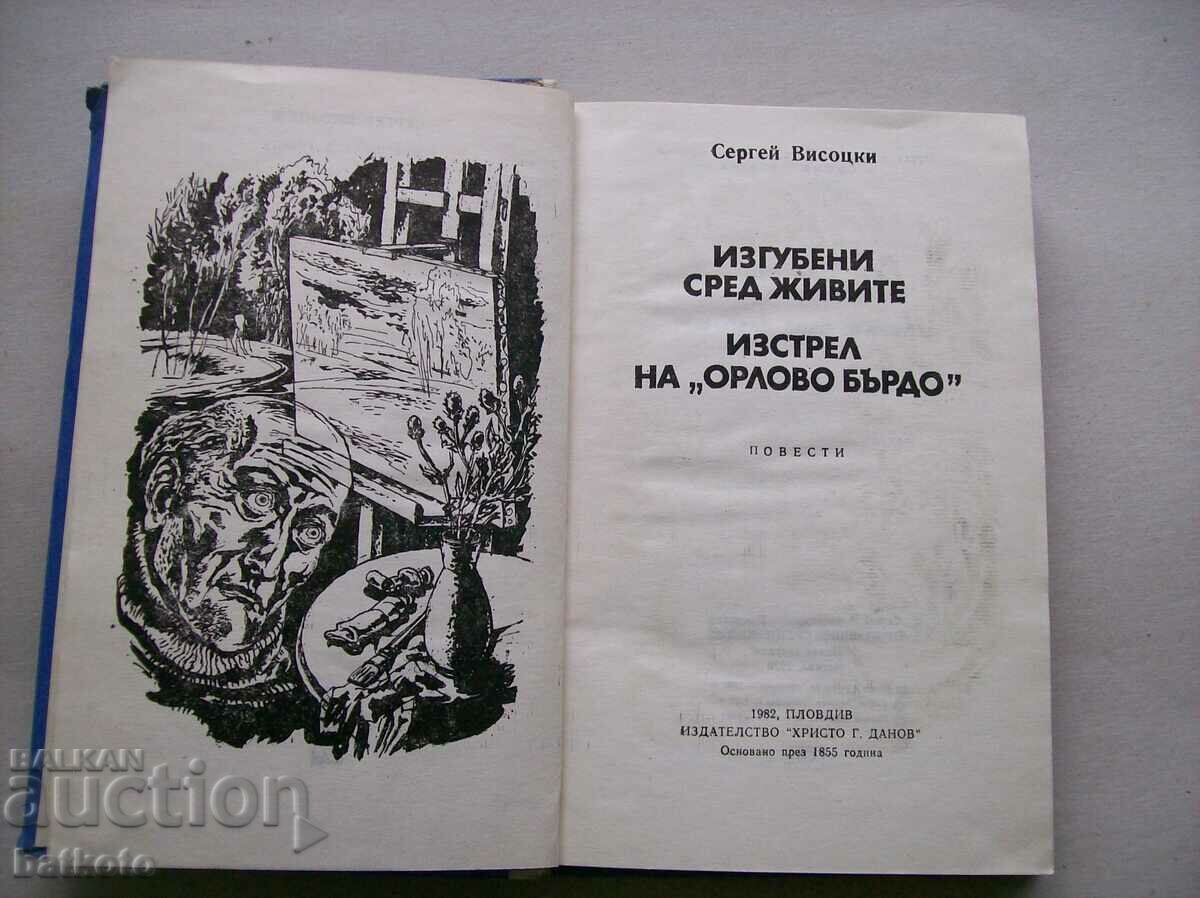 Сергей Висоцки
ИЗГУБЕНИ
СРЕД ЖИВИТЕ
ИЗСТРЕЛ
НА „ОРЛОВО БЪРДО”
ПОВЕСТИ
1982, ПЛОВДИВ
ИЗДАТЕЛСТВО "ХРИСТО Г. ДАНОВ"
Основано през 1855 година
BALKAN
auction
batkoto